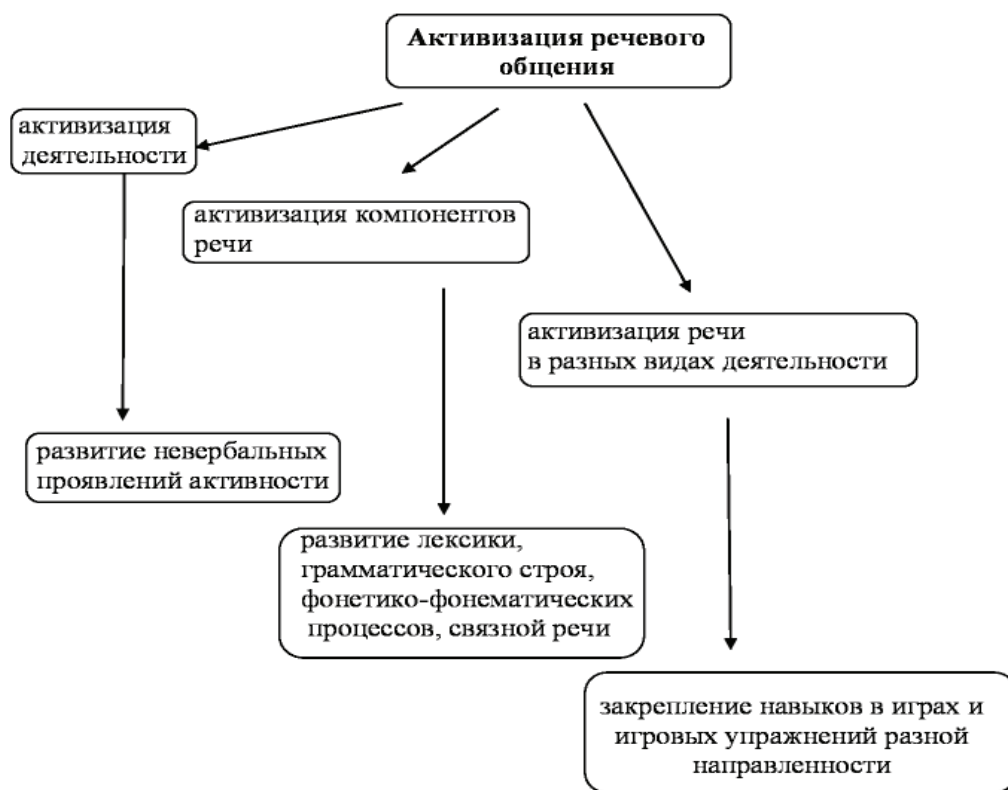 Активизация речевого
общения
активизация
деятельности
активизация компонентов
речи
активизация речи
в разных видах деятельности
развитие невербальных
проявлений активности
развитие лексики,
грамматического строя,
фонетико-фонематических
процессов, связной речи
закрепление навыков в играх и
игровых упражнений разной
направленности